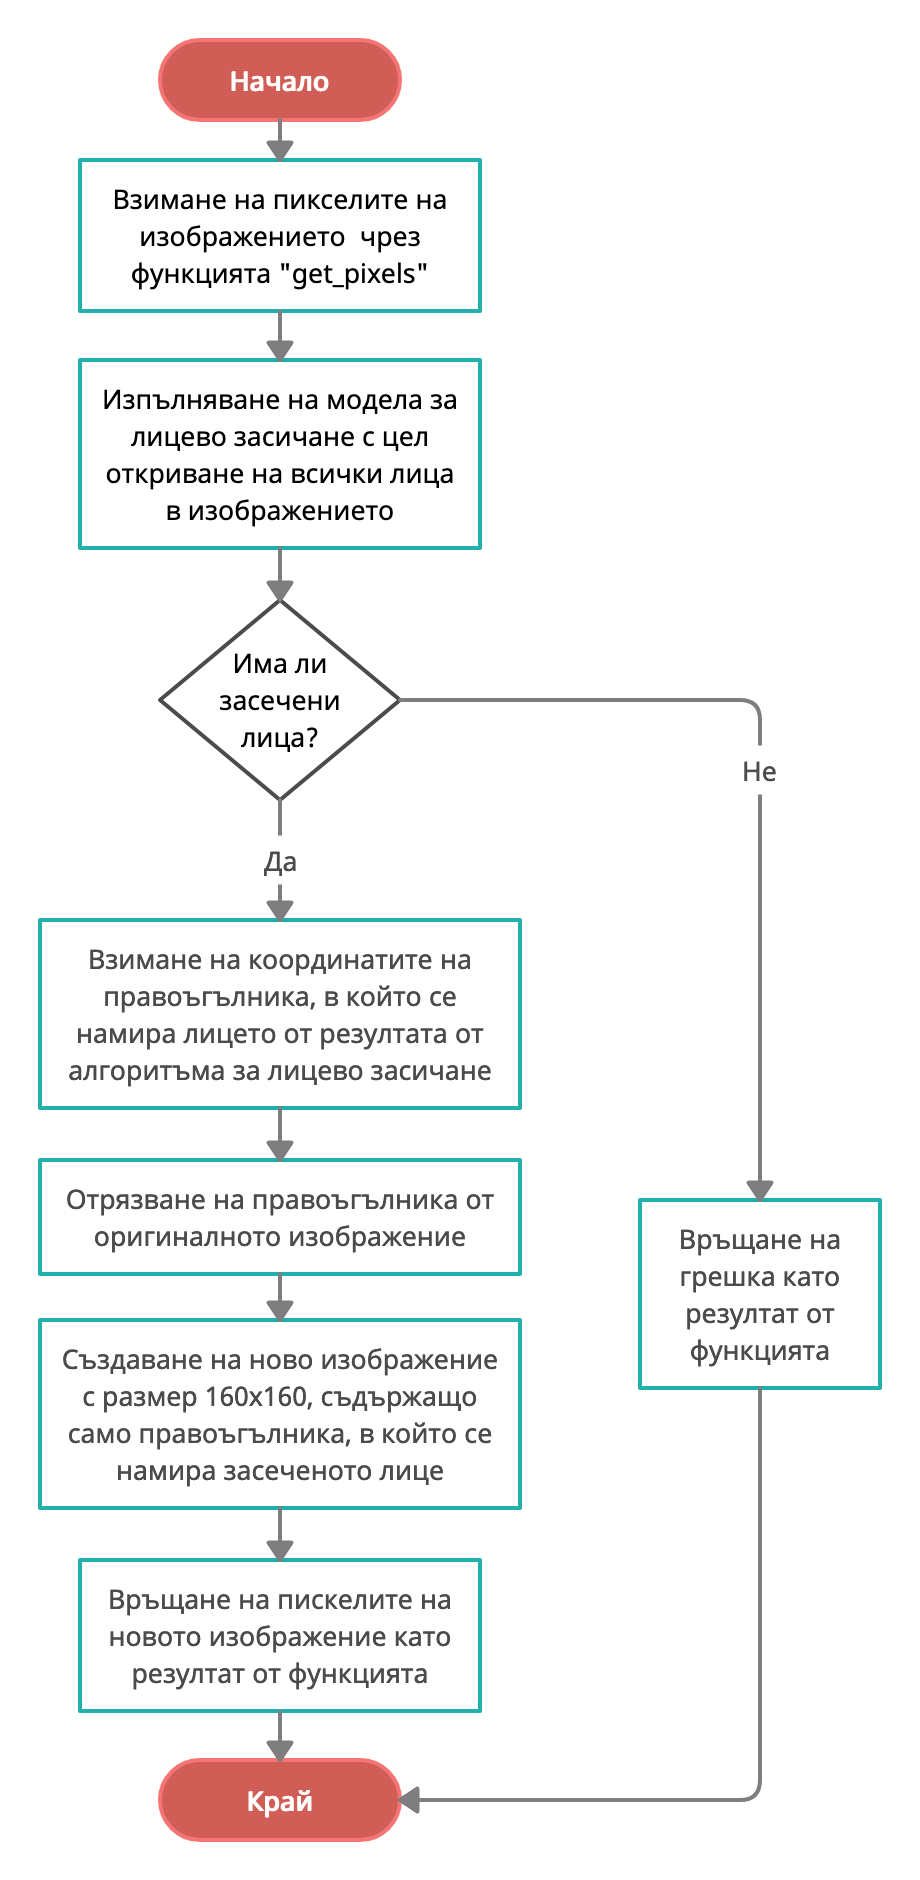 Начало
Взимане на пикселите на
изображението  чрез
функцията "get_pixels"
Изпълняване на модела за
лицево засичане с цел
откриване на всички лица
в изображението
Има ли
засечени
лица?
Не
Да
Взимане на координатите на
правоъгълника, в който се
намира лицето от резултата от
алгоритъма за лицево засичане
Отрязване на правоъгълника от
оригиналното изображение
Връщане на
грешка като
резултат от
функцията
Създаване на ново изображение
с размер 160x160, съдържащо
само правоъгълника, в който се
намира засеченото лице
Връщане на пискелите на
новото изображение като
резултат от функцията
Край